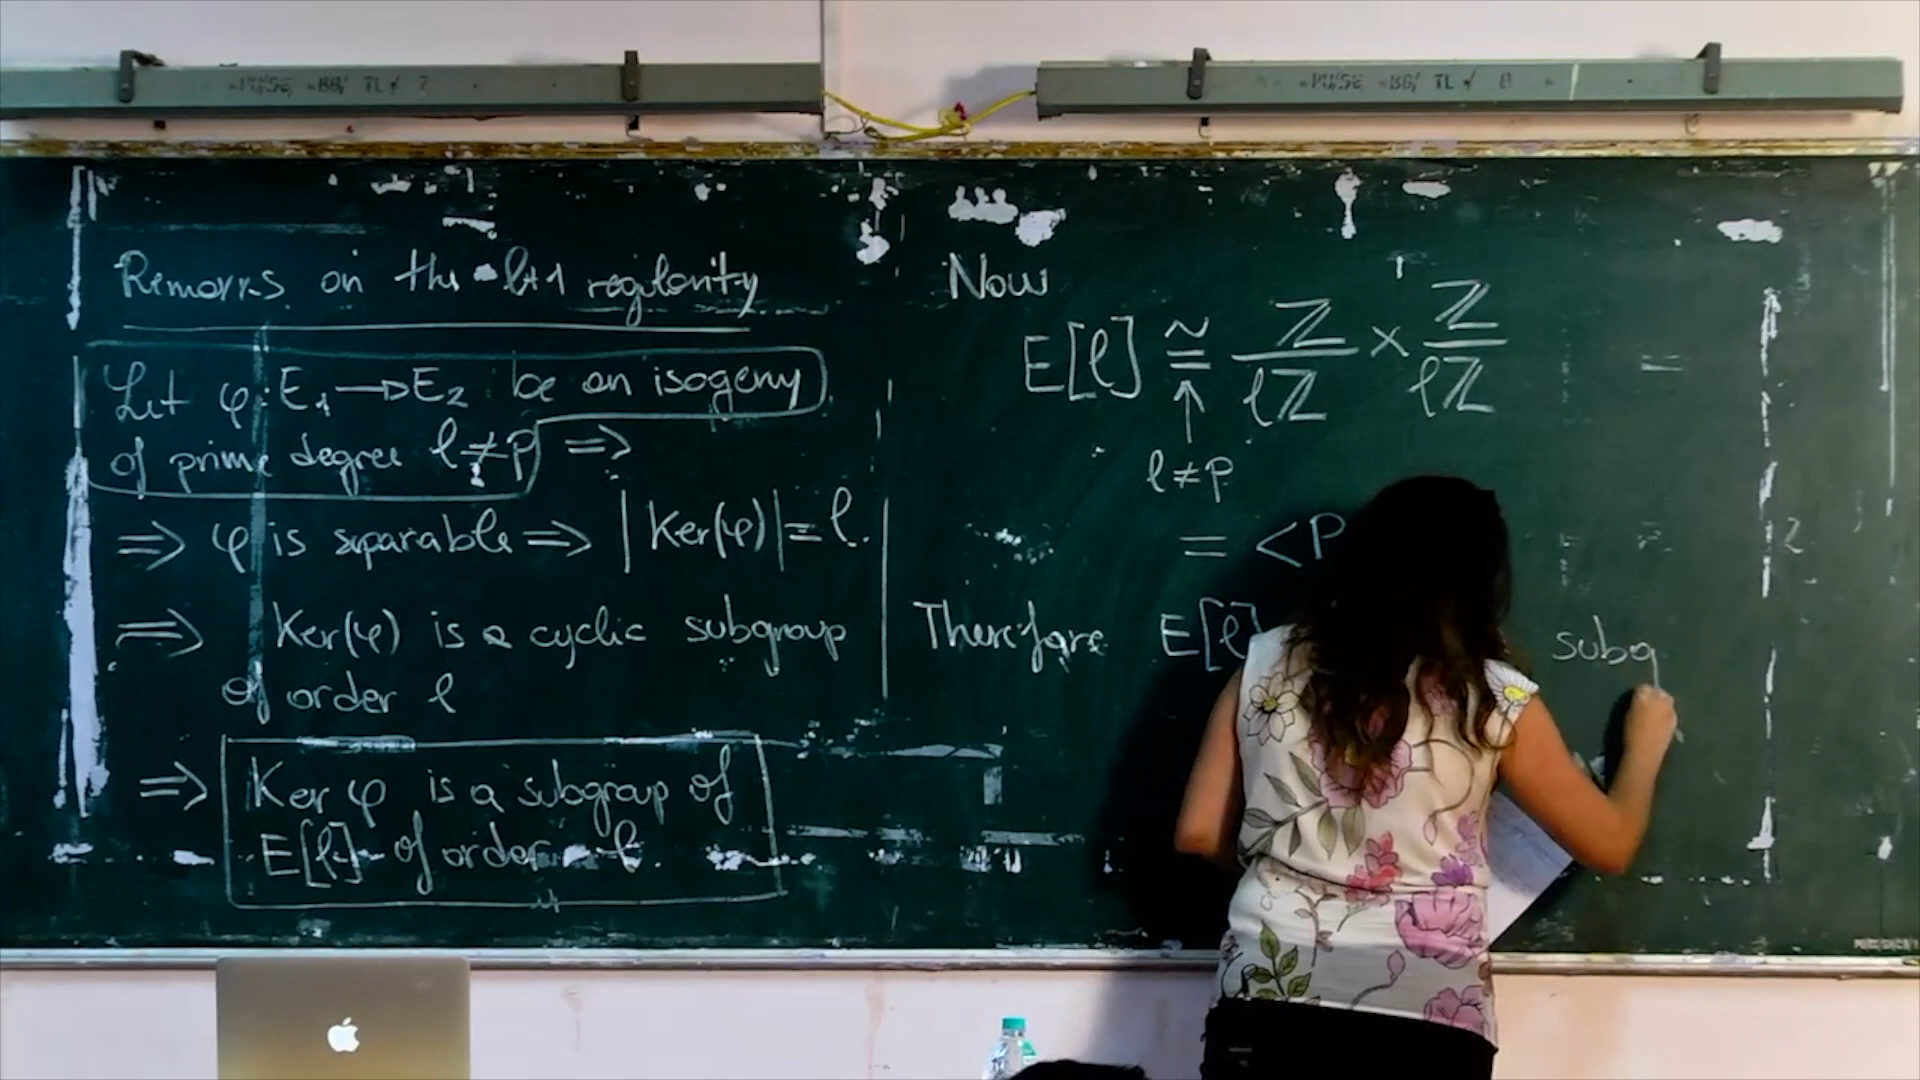 Remarks on the l+1 regularity
Let φ: E₁ → E₂ be an isogeny
of prime degree ℓ ≠ p ⇒
⇒ φ is separable ⇒ |Ker(φ)| = ℓ.
⇒ Ker(φ) is a cyclic subgroup
of order ℓ
⇒ Ker φ is a subgroup of
E[ℓ] of order ℓ.
Now
E[ℓ] ≅ ℤ/ℓℤ × ℤ/ℓℤ =
↑
ℓ ≠ p
= <P
Therefore E[ℓ] subg